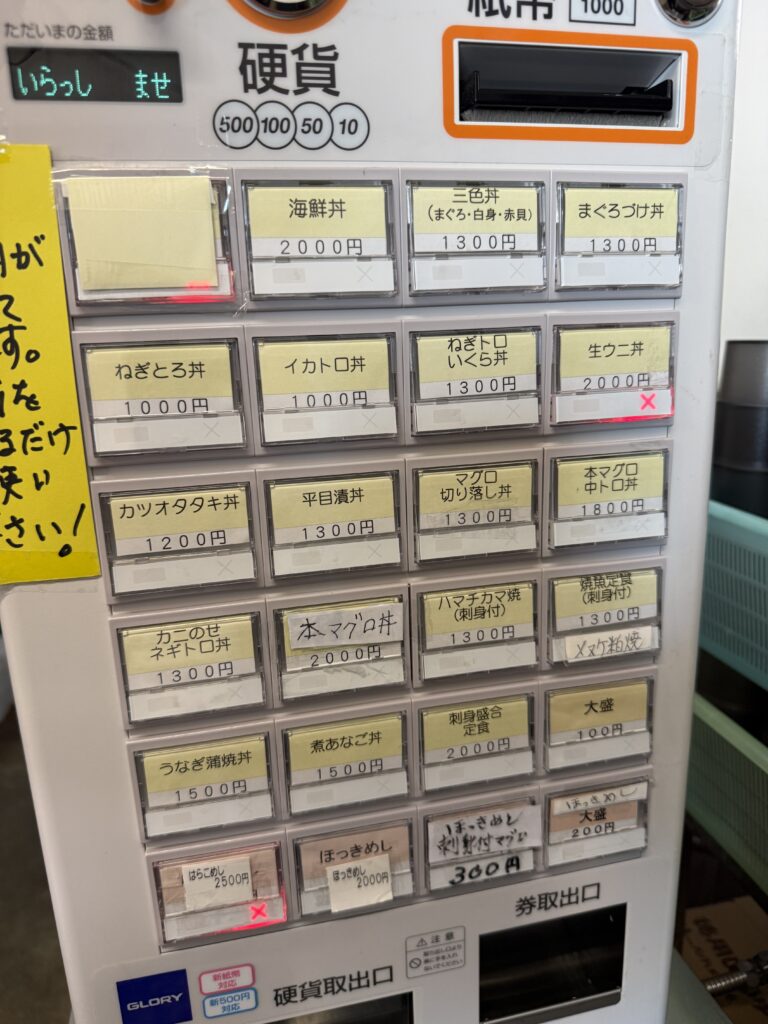 ただいまの金額
いらっし ませ
硬貨
500 100 50 10
紙幣
1000
海鮮丼
2000円
三色丼
(まぐろ・白身・赤貝)
1300円
まぐろづけ丼
1300円
ねぎとろ丼
1000円
イカトロ丼
1000円
ねぎトロ
いくら丼
1300円
生ウニ丼
2000円
×
カツオタタキ丼
1200円
平目漬丼
1300円
マグロ
切り落し丼
1300円
本マグロ
中トロ丼
1800円
カニのせ
ネギトロ丼
1300円
本マグロ丼
2000円
ハマチカマ焼
(刺身付)
1300円
焼魚定食
(刺身付)
1300円
メヌケ粕焼
うなぎ蒲焼丼
1500円
煮あなご丼
1500円
刺身盛合
定食
2000円
大盛
100円
はらこめし
2500円
×
ほっきめし
ほっきめし
2000円
ほっきめし
刺身付マグロ
300円
ほっきめし
大盛
200円
が
て
す。
を
るだけ
使い
さい!
券取出口
注意
GLORY
新紙幣
対応
新500円
対応
硬貨取出口